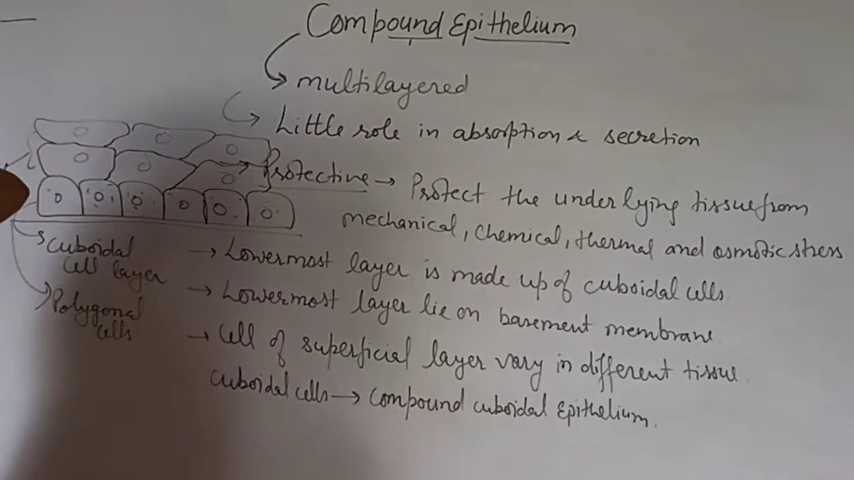 Compound Epithelium
multilayered
Little role in absorption & secretion
Protective → Protect the underlying tissue from
mechanical, chemical, thermal and osmotic stress
Cuboidal
cell layer
Polygonal
cells
→ Lowermost layer is made up of cuboidal cells
→ Lowermost layer lie on basement membrane.
→ Cell of superficial layer vary in different tissue.
Cuboidal cells → Compound cuboidal Epithelium.